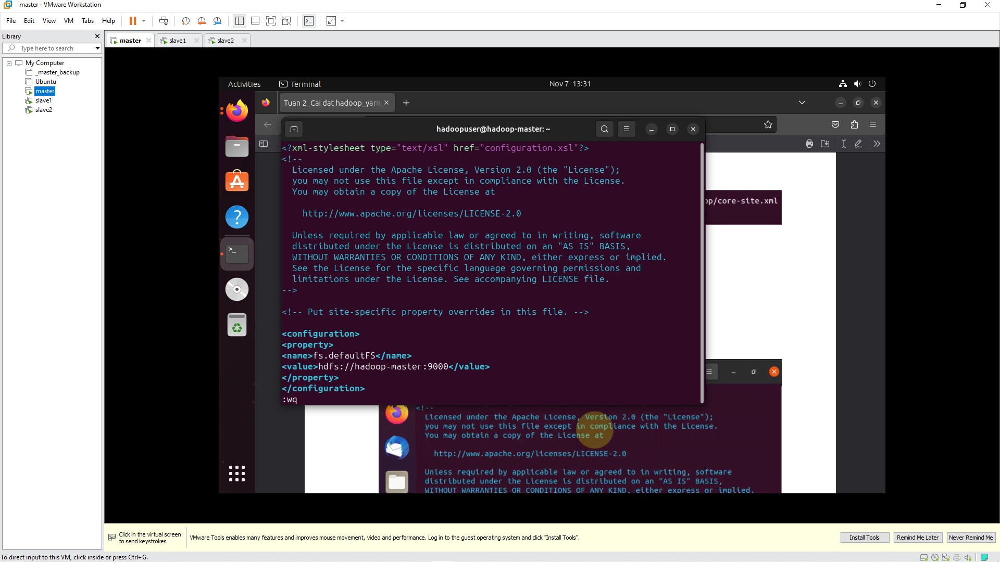 master - VMware Workstation
File Edit View VM Tabs Help
Library
Type here to search
My Computer
_master_backup
Ubuntu
master
slave1
slave2
master
slave1
slave2
Activities
Terminal
Nov 7 13:31
Tuan 2_Cai dat hadoop_yarn_
hadoopuser@hadoop-master: ~
<?xml-stylesheet type="text/xsl" href="configuration.xsl"?>
<!--
Licensed under the Apache License, Version 2.0 (the "License");
you may not use this file except in compliance with the License.
You may obtain a copy of the License at
http://www.apache.org/licenses/LICENSE-2.0
Unless required by applicable law or agreed to in writing, software
distributed under the License is distributed on an "AS IS" BASIS,
WITHOUT WARRANTIES OR CONDITIONS OF ANY KIND, either express or implied.
See the License for the specific language governing permissions and
limitations under the License. See accompanying LICENSE file.
-->
<!-- Put site-specific property overrides in this file. -->
<configuration>
<property>
<name>fs.defaultFS</name>
<value>hdfs://hadoop-master:9000</value>
</property>
</configuration>
:wq
op/core-site.xml
<!--
Licensed under the Apache License, Version 2.0 (the "License");
you may not use this file except in compliance with the License.
You may obtain a copy of the License at
http://www.apache.org/licenses/LICENSE-2.0
Unless required by applicable law or agreed to in writing, software
distributed under the License is distributed on an "AS IS" BASIS,
WITHOUT WARRANTIES OR CONDITIONS OF ANY KIND, either express or implied.
Click in the virtual screen
to send keystrokes
VMware Tools enables many features and improves mouse movement, video and performance. Log in to the guest operating system and click "Install Tools".
Install Tools
Remind Me Later
Never Remind Me
To direct input to this VM, click inside or press Ctrl+G.